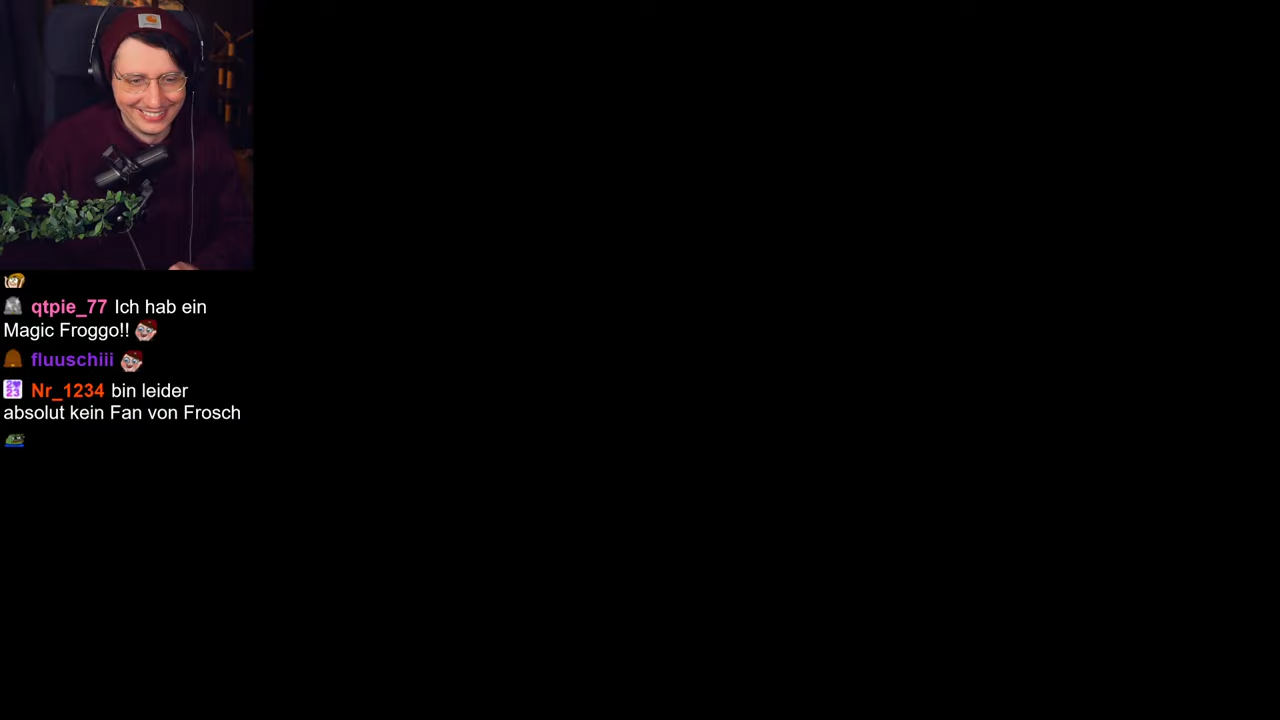 qtpie_77 Ich hab ein
Magic Froggo!!
fluuschiii
Nr_1234 bin leider
absolut kein Fan von Frosch